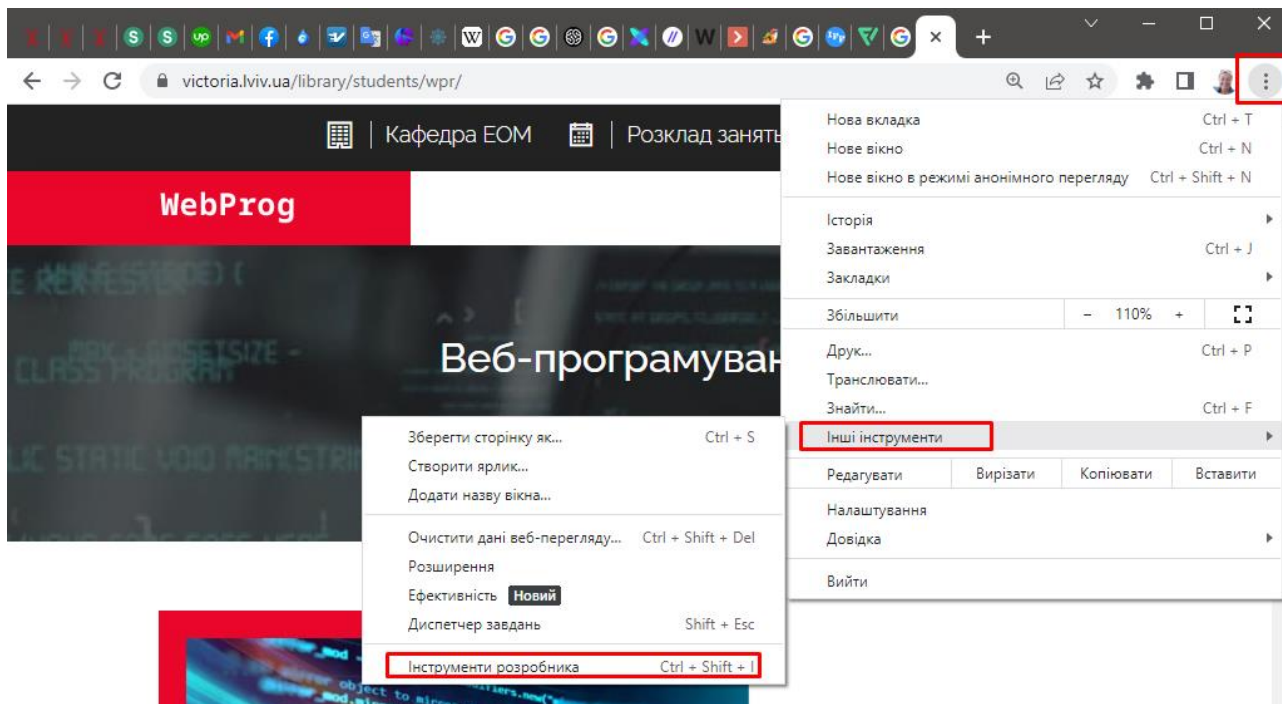 victoria.lviv.ua/library/students/wpr/
Кафедра ЕОМ Розклад занять
WebProg
Веб-програмуван
Нова вкладка Ctrl + T
Нове вікно Ctrl + N
Нове вікно в режимі анонімного перегляду Ctrl + Shift + N
Історія
Завантаження Ctrl + J
Закладки
Збільшити - 110% +
Друк... Ctrl + P
Транслювати...
Знайти... Ctrl + F
Інші інструменти
Редагувати Вирізати Копіювати Вставити
Налаштування
Довідка
Вийти
Зберегти сторінку як... Ctrl + S
Створити ярлик...
Додати назву вікна...
Очистити дані веб-перегляду... Ctrl + Shift + Del
Розширення
Ефективність Новий
Диспетчер завдань Shift + Esc
Інструменти розробника Ctrl + Shift + I